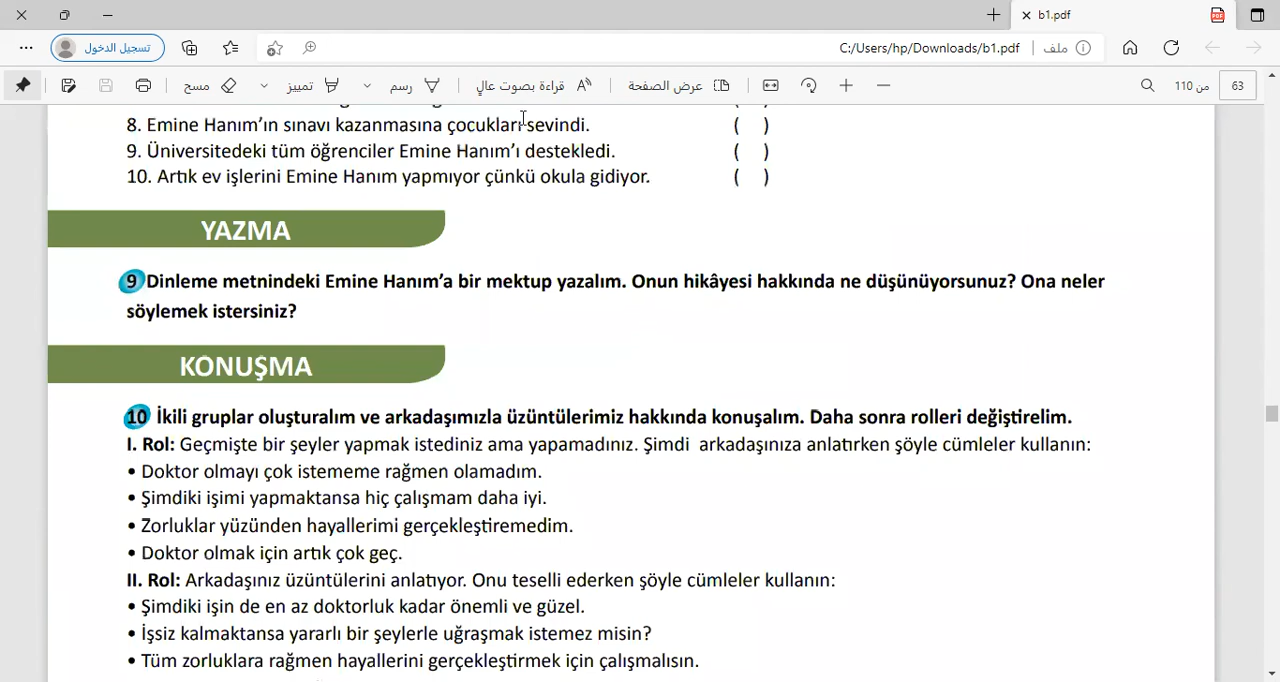 b1.pdf
تسجيل الدخول
C:/Users/hp/Downloads/b1.pdf | ملف
مسح تمييز رسم قراءة بصوت عالٍ عرض الصفحة من 110 63
8. Emine Hanım’ın sınavı kazanmasına çocukları sevindi. ( )
9. Üniversitedeki tüm öğrenciler Emine Hanım’ı destekledi. ( )
10. Artık ev işlerini Emine Hanım yapmıyor çünkü okula gidiyor. ( )
YAZMA
9 Dinleme metnindeki Emine Hanım’a bir mektup yazalım. Onun hikâyesi hakkında ne düşünüyorsunuz? Ona neler
söylemek istersiniz?
KONUŞMA
10 İkili gruplar oluşturalım ve arkadaşımızla üzüntülerimiz hakkında konuşalım. Daha sonra rolleri değiştirelim.
I. Rol: Geçmişte bir şeyler yapmak istediniz ama yapamadınız. Şimdi arkadaşınıza anlatırken şöyle cümleler kullanın:
• Doktor olmayı çok istememe rağmen olamadım.
• Şimdiki işimi yapmaktansa hiç çalışmam daha iyi.
• Zorluklar yüzünden hayallerimi gerçekleştiremedim.
• Doktor olmak için artık çok geç.
II. Rol: Arkadaşınız üzüntülerini anlatıyor. Onu teselli ederken şöyle cümleler kullanın:
• Şimdiki işin de en az doktorluk kadar önemli ve güzel.
• İşsiz kalmaktansa yararlı bir şeylerle uğraşmak istemez misin?
• Tüm zorluklara rağmen hayallerini gerçekleştirmek için çalışmalısın.